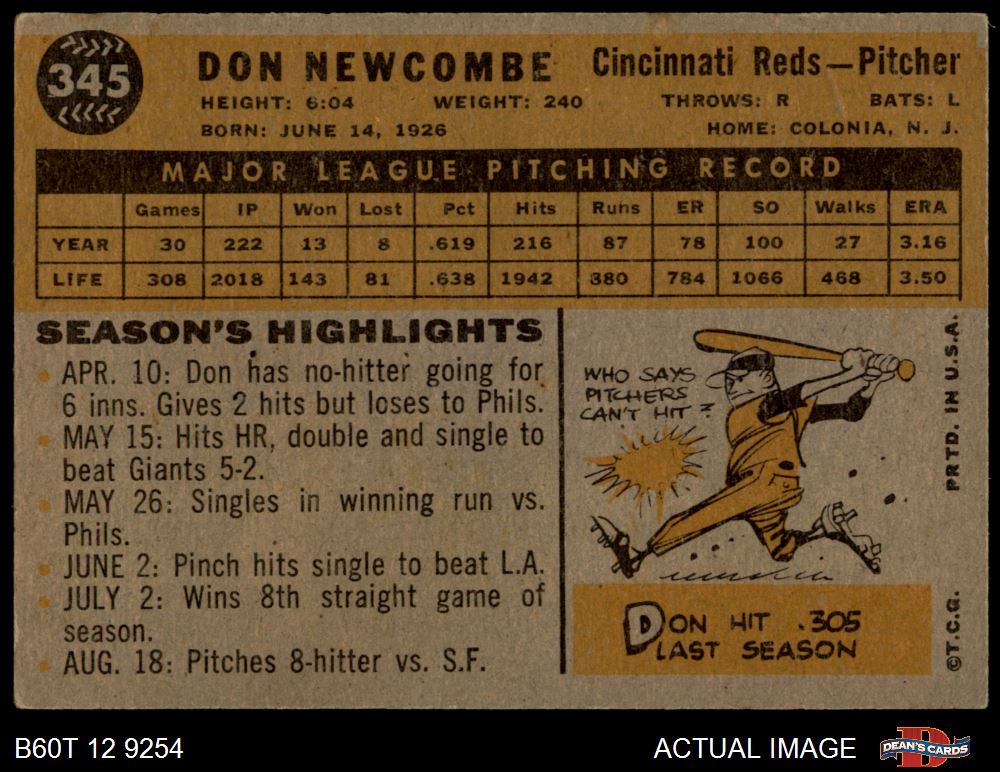 345
DON NEWCOMBE Cincinnati Reds—Pitcher
HEIGHT: 6:04 WEIGHT: 240 THROWS: R BATS: L
BORN: JUNE 14, 1926 HOME: COLONIA, N. J.
MAJOR LEAGUE PITCHING RECORD
Games IP Won Lost Pct Hits Runs ER SO Walks ERA
YEAR 30 222 13 8 .619 216 87 78 100 27 3.16
LIFE 308 2018 143 81 .638 1942 880 784 1066 468 3.50
SEASON'S HIGHLIGHTS
APR. 10: Don has no-hitter going for
6 inns. Gives 2 hits but loses to Phils.
MAY 15: Hits HR, double and single to
beat Giants 5-2.
MAY 26: Singles in winning run vs.
Phils.
JUNE 2: Pinch hits single to beat L.A.
JULY 2: Wins 8th straight game of
season.
AUG. 18: Pitches 8-hitter vs. S.F.
WHO SAYS
PITCHERS
CAN'T HIT?
DON HIT .305
LAST SEASON
©T.C.G. PRTD. IN U.S.A.
B60T 12 9254 ACTUAL IMAGE DEAN'S CARDS